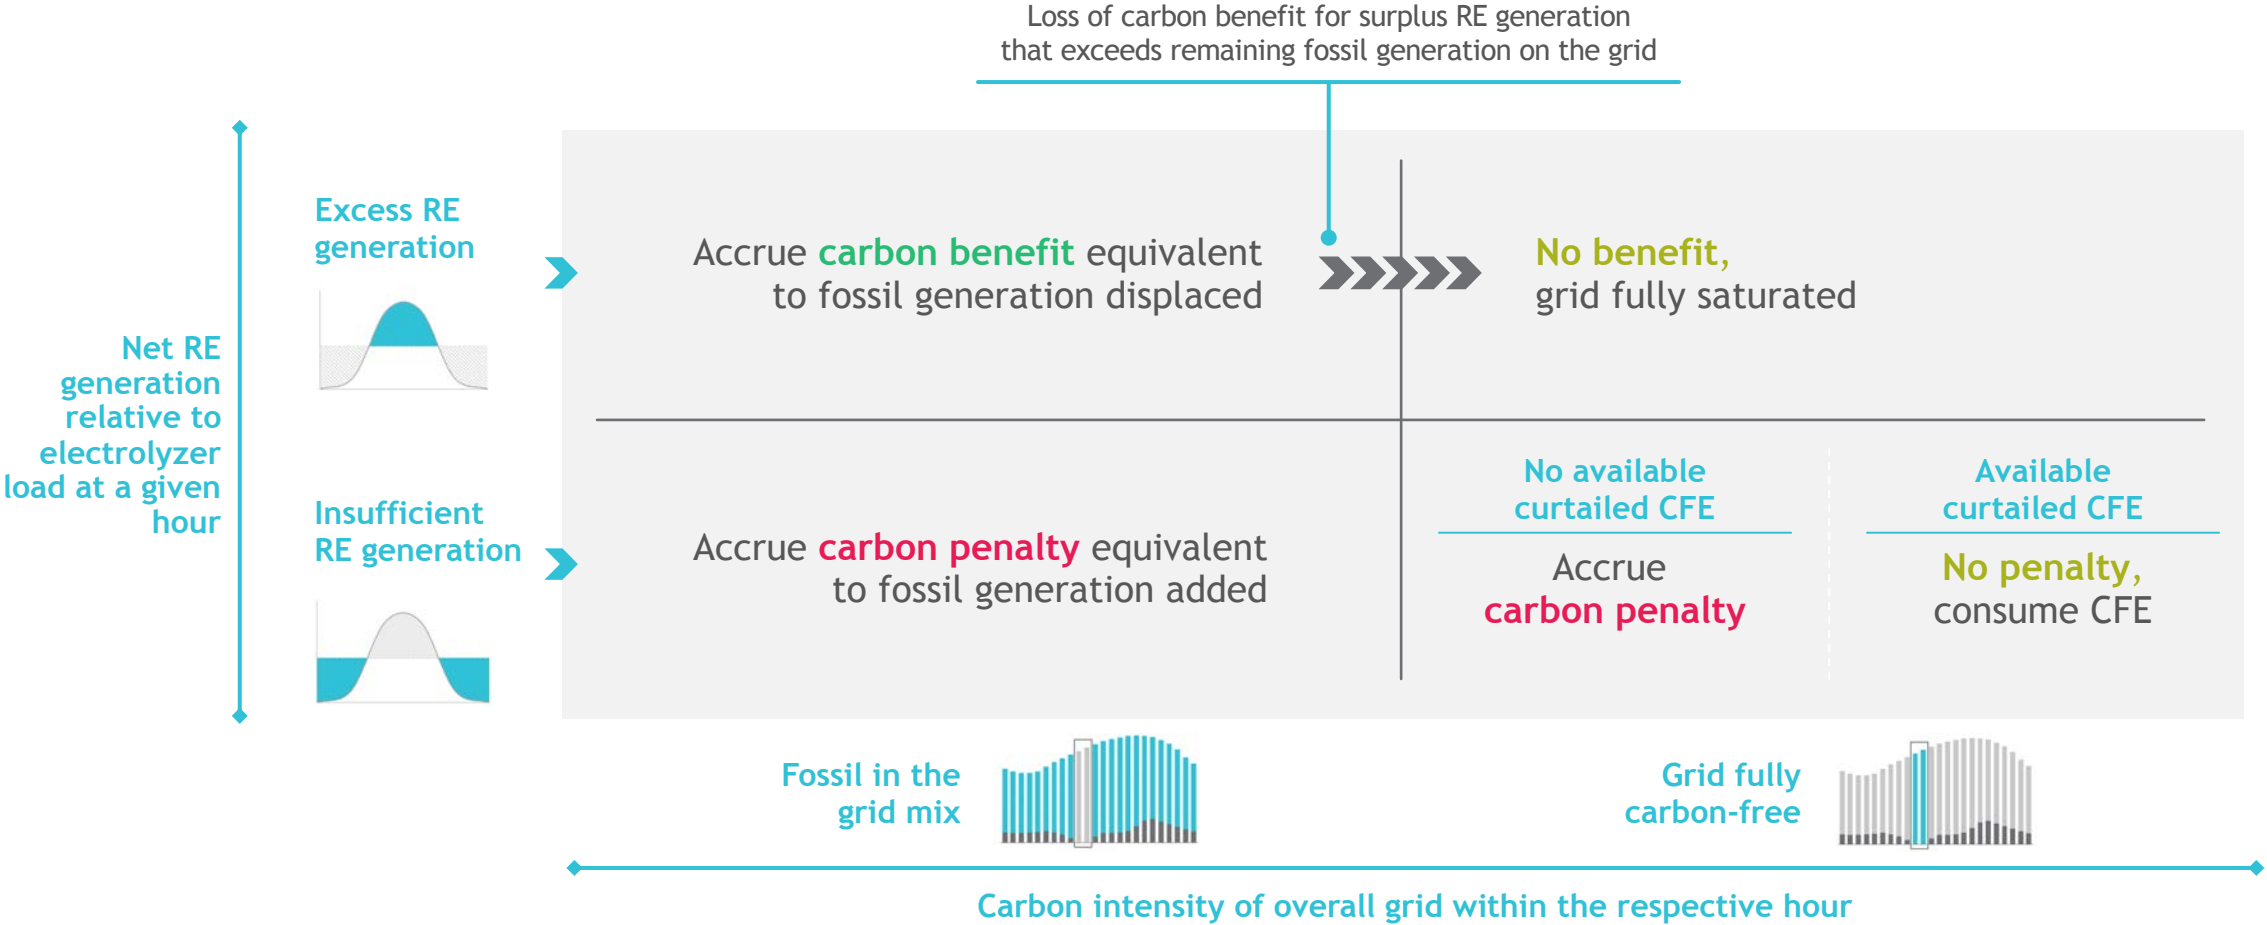 Loss of carbon benefit for surplus RE generation
that exceeds remaining fossil generation on the grid
Net RE
generation
relative to
electrolyzer
load at a given
hour
Excess RE
generation
Accrue carbon benefit equivalent
to fossil generation displaced
No benefit,
grid fully saturated
Insufficient
RE generation
Accrue carbon penalty equivalent
to fossil generation added
No available
curtailed CFE
Accrue
carbon penalty
Available
curtailed CFE
No penalty,
consume CFE
Fossil in the
grid mix
Grid fully
carbon-free
Carbon intensity of overall grid within the respective hour